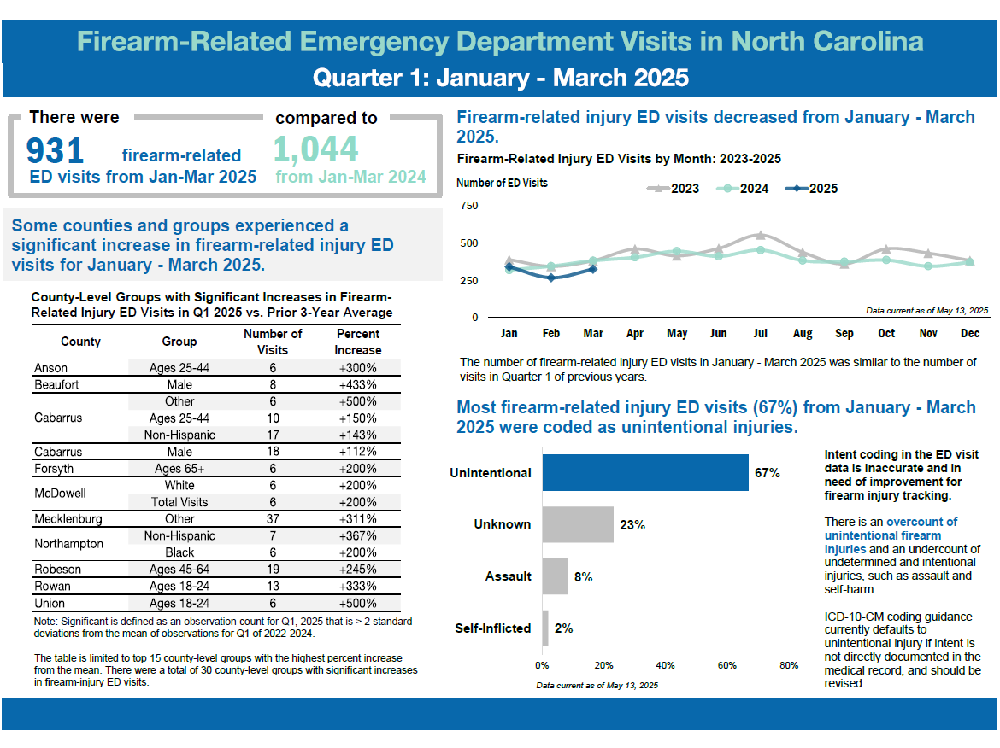 Firearm-Related Emergency Department Visits in North Carolina
Quarter 1: January - March 2025
There were
931 firearm-related
ED visits from Jan-Mar 2025
compared to
1,044
from Jan-Mar 2024
Some counties and groups experienced a
significant increase in firearm-related injury ED
visits for January - March 2025.
County-Level Groups with Significant Increases in Firearm-
Related Injury ED Visits in Q1 2025 vs. Prior 3-Year Average
County Group Number of Visits Percent Increase
Anson Ages 25-44 6 +300%
Beaufort Male 8 +433%
Cabarrus Other 6 +500%
Ages 25-44 10 +150%
Non-Hispanic 17 +143%
Cabarrus Male 18 +112%
Forsyth Ages 65+ 6 +200%
McDowell White 6 +200%
Total Visits 6 +200%
Mecklenburg Other 37 +311%
Northampton Non-Hispanic 7 +367%
Black 6 +200%
Robeson Ages 45-64 19 +245%
Rowan Ages 18-24 13 +333%
Union Ages 18-24 6 +500%
Note: Significant is defined as an observation count for Q1, 2025 that is > 2 standard
deviations from the mean of observations for Q1 of 2022-2024.
The table is limited to top 15 county-level groups with the highest percent increase
from the mean. There were a total of 30 county-level groups with significant increases
in firearm-injury ED visits.
Firearm-related injury ED visits decreased from January - March
2025.
Firearm-Related Injury ED Visits by Month: 2023-2025
Number of ED Visits
2023 2024 2025
750
500
250
0
Data current as of May 13, 2025
Jan Feb Mar Apr May Jun Jul Aug Sep Oct Nov Dec
The number of firearm-related injury ED visits in January - March 2025 was similar to the number of
visits in Quarter 1 of previous years.
Most firearm-related injury ED visits (67%) from January - March
2025 were coded as unintentional injuries.
Unintentional 67%
Unknown 23%
Assault 8%
Self-Inflicted 2%
0% 20% 40% 60% 80%
Data current as of May 13, 2025
Intent coding in the ED visit
data is inaccurate and in
need of improvement for
firearm injury tracking.
There is an overcount of
unintentional firearm
injuries and an undercount of
undetermined and intentional
injuries, such as assault and
self-harm.
ICD-10-CM coding guidance
currently defaults to
unintentional injury if intent is
not directly documented in the
medical record, and should be
revised.